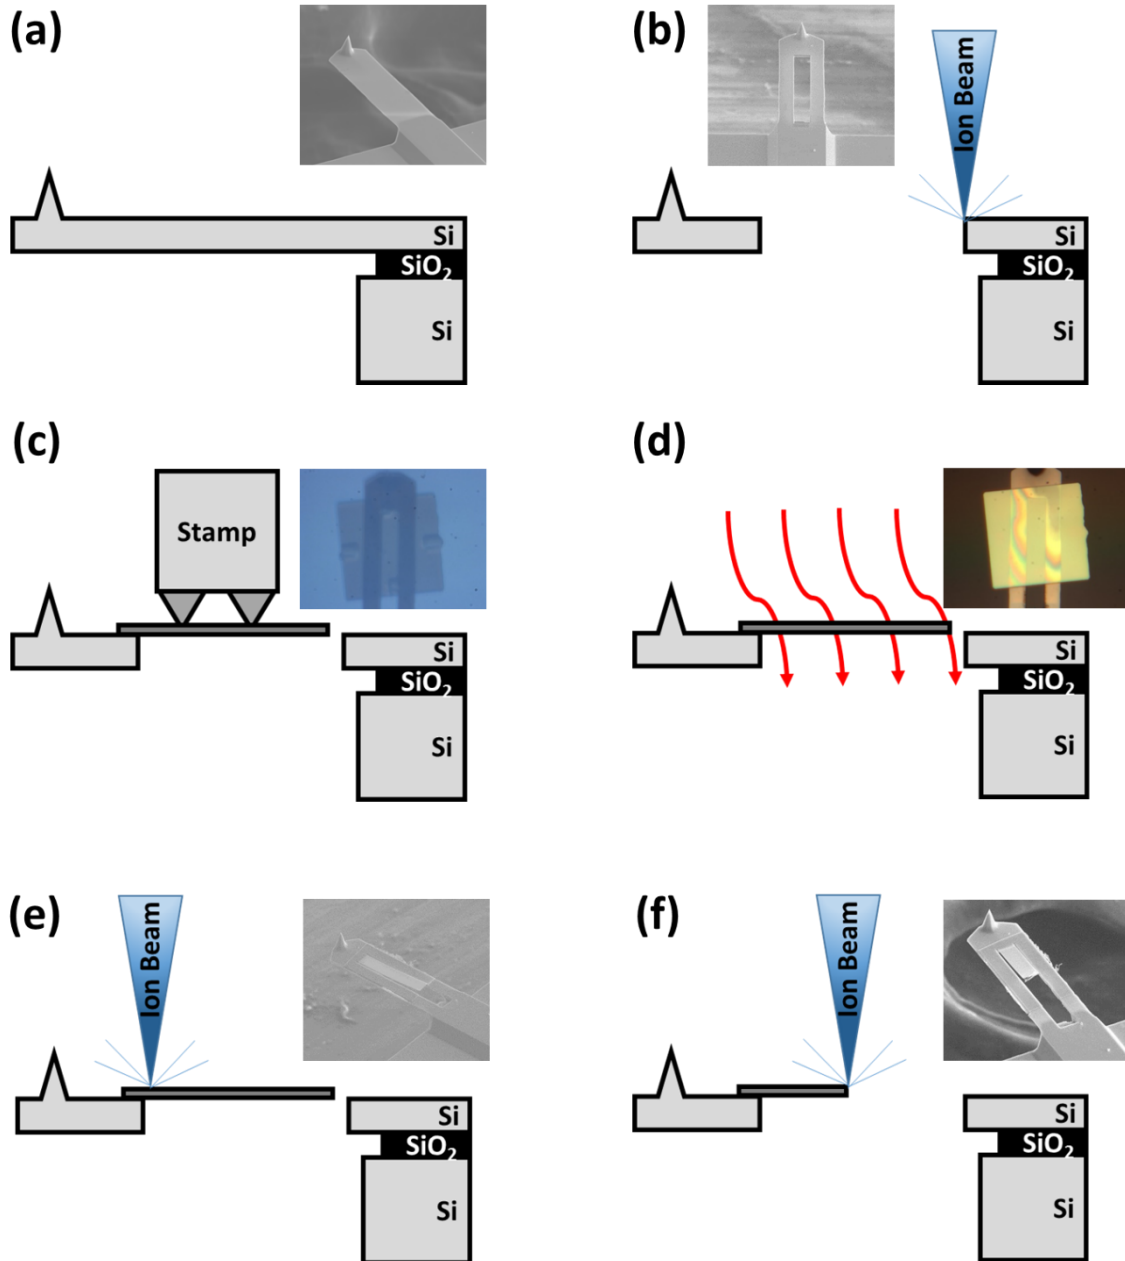 (a)
Si
SiO₂
Si
(b)
Ion Beam
Si
SiO₂
Si
(c)
Stamp
Si
SiO₂
Si
(d)
Si
SiO₂
Si
(e)
Ion Beam
Si
SiO₂
Si
(f)
Ion Beam
Si
SiO₂
Si